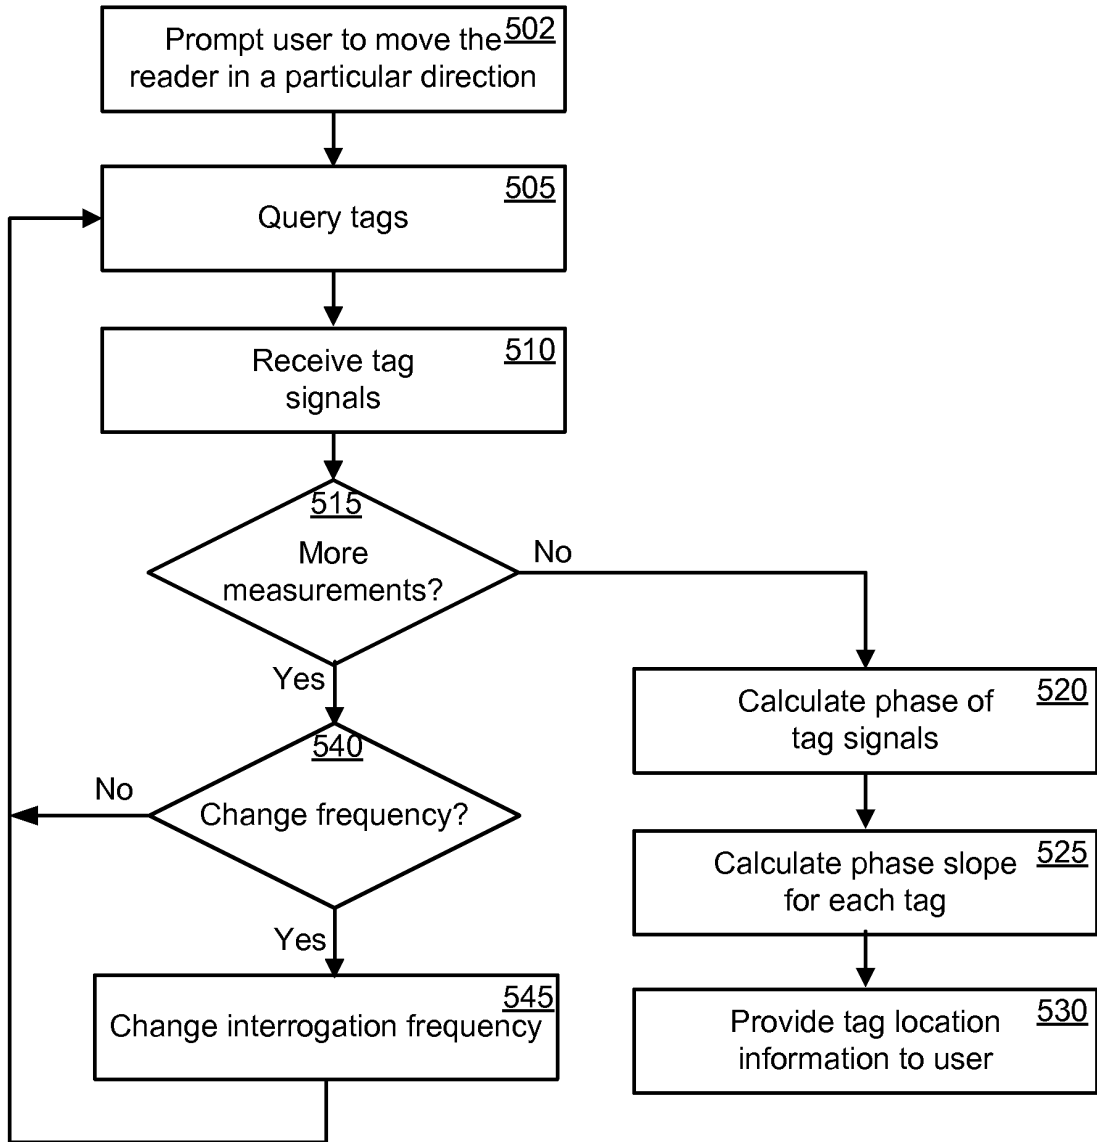 502
Prompt user to move the
reader in a particular direction
505
Query tags
510
Receive tag
signals
515
More
measurements?
No
Yes
540
Change frequency?
No
Yes
545
Change interrogation frequency
520
Calculate phase of
tag signals
525
Calculate phase slope
for each tag
530
Provide tag location
information to user